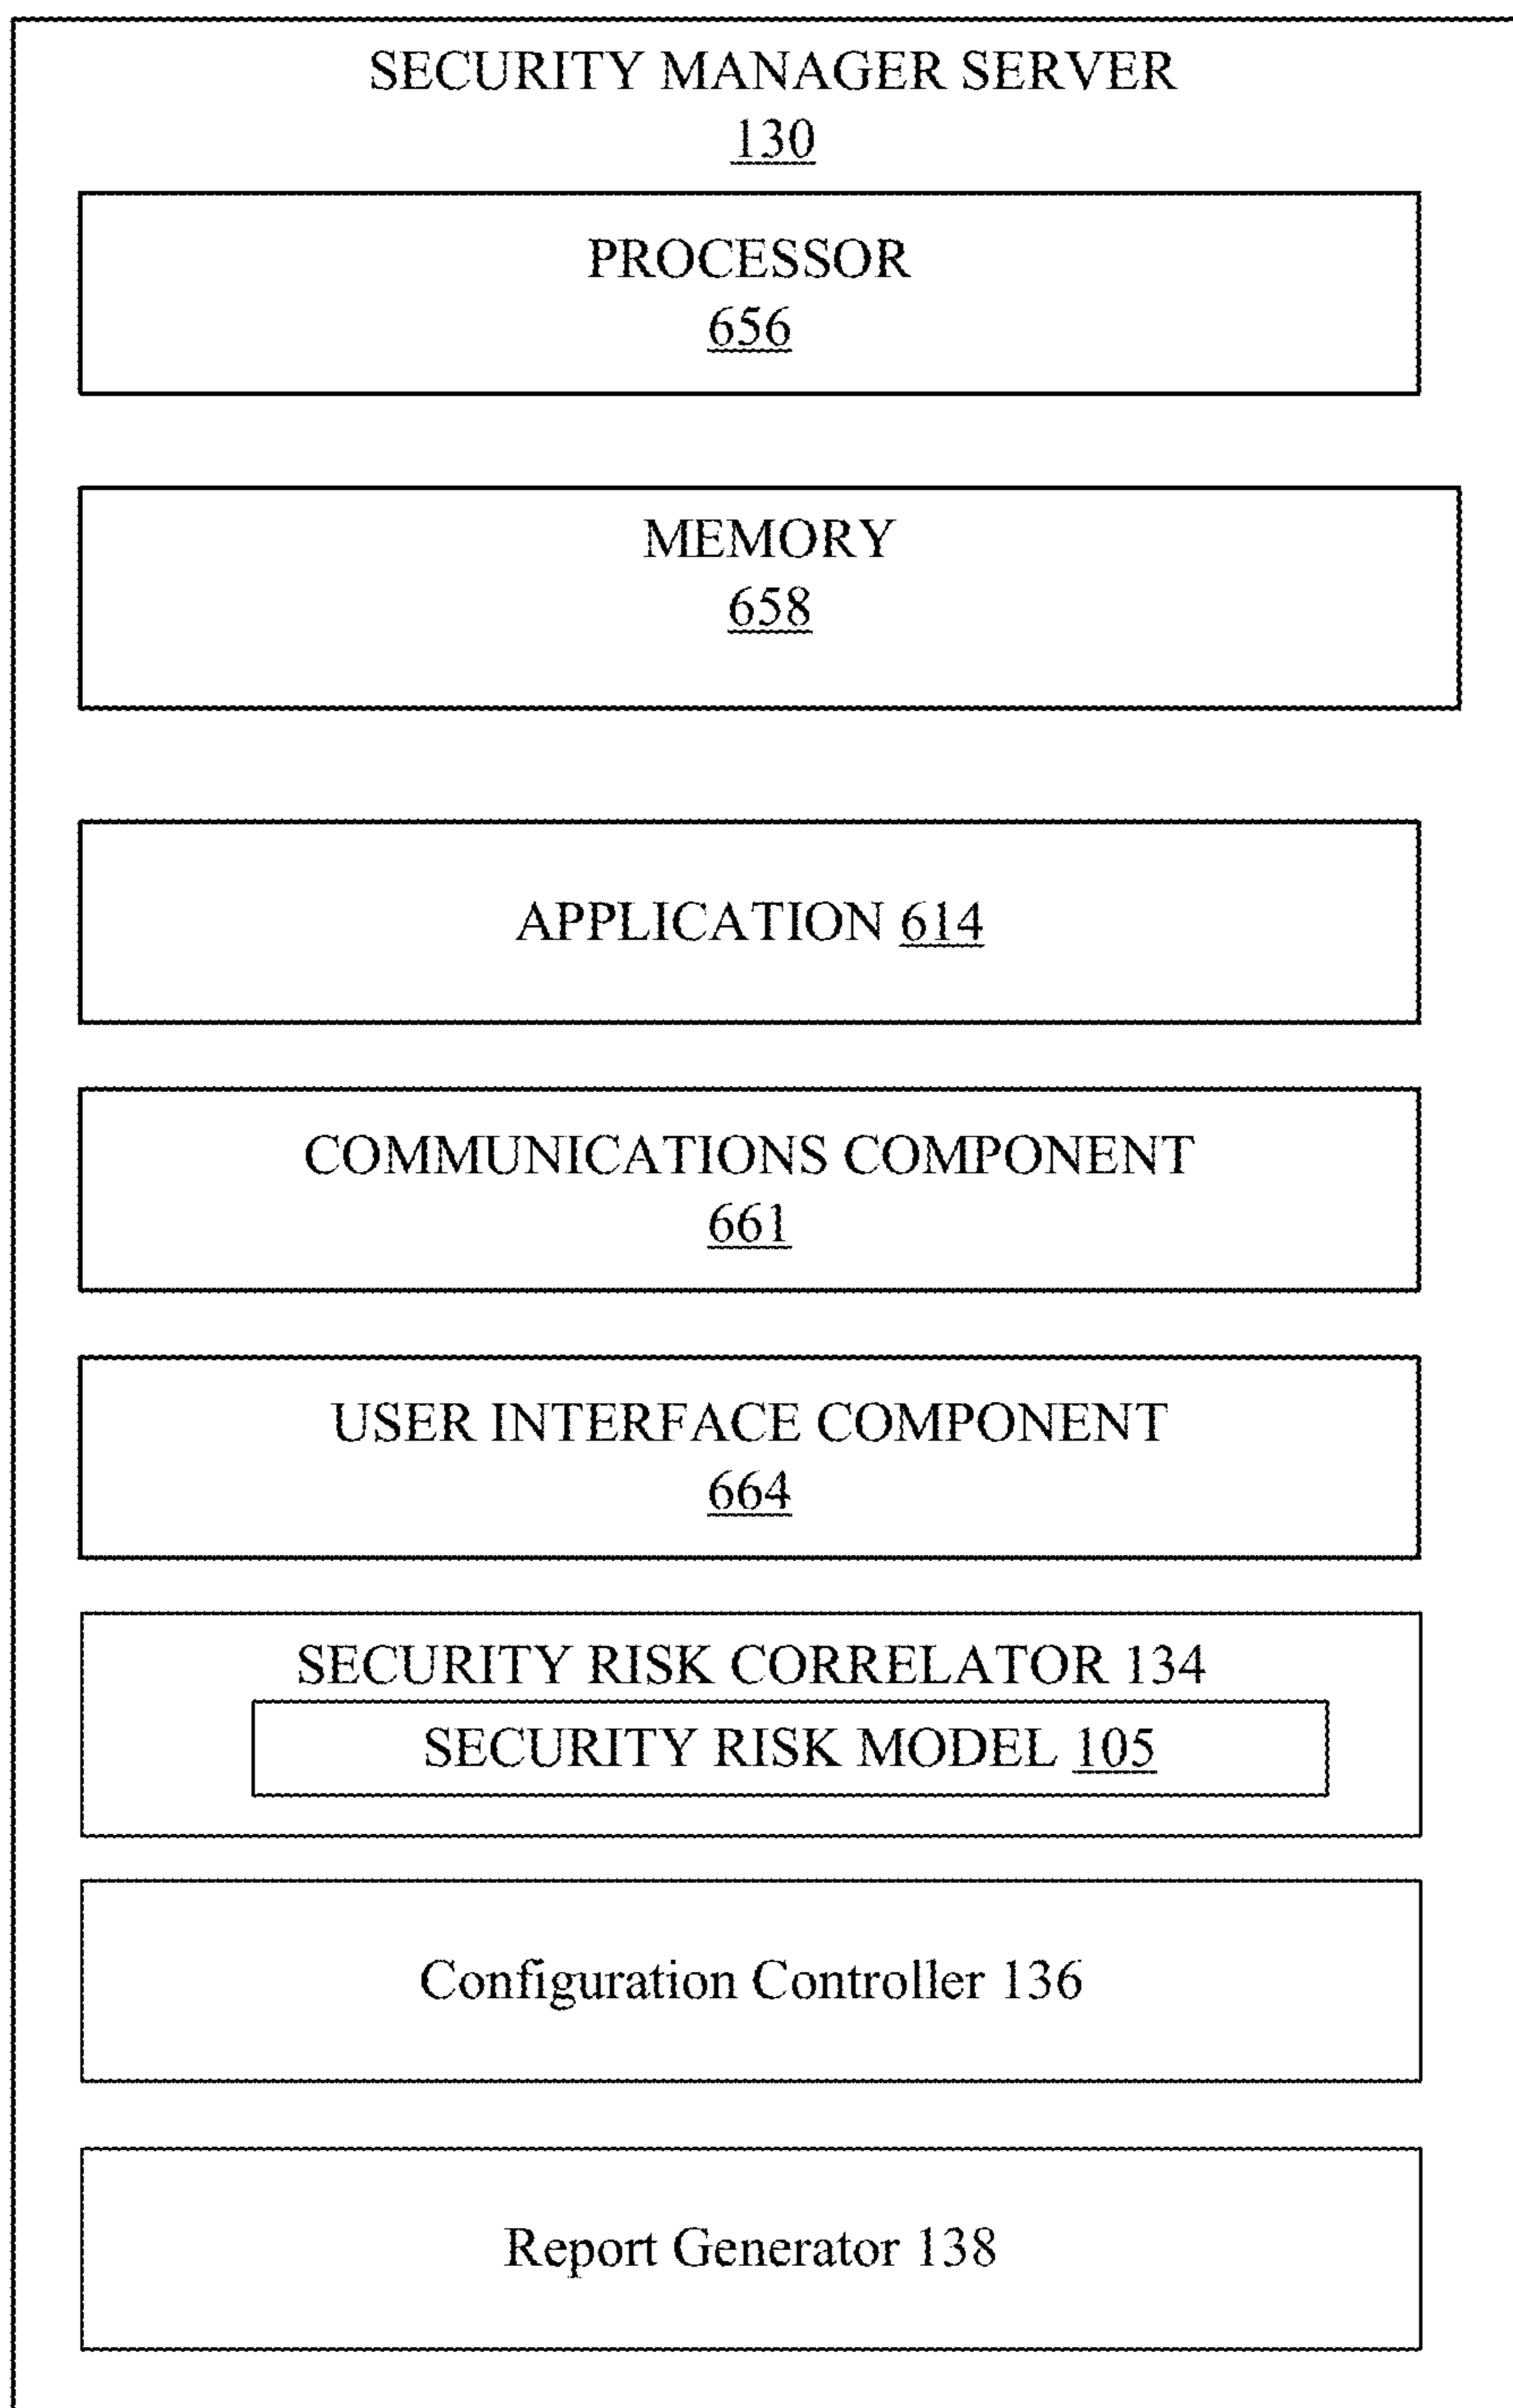 SECURITY MANAGER SERVER
130
PROCESSOR
656
MEMORY
658
APPLICATION 614
COMMUNICATIONS COMPONENT
661
USER INTERFACE COMPONENT
664
SECURITY RISK CORRELATOR 134
SECURITY RISK MODEL 105
Configuration Controller 136
Report Generator 138